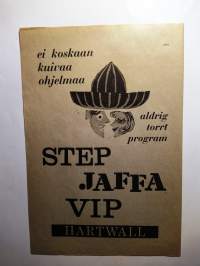 ei koskaan
kuivaa
ohjelmaa
aldrig
torrt
program
STEP
JAFFA
VIP
HARTWALL